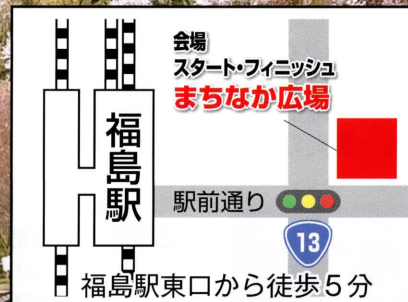 会場
スタート・フィニッシュ
まちなか広場
福島駅
駅前通り
13
福島駅東口から徒歩5分